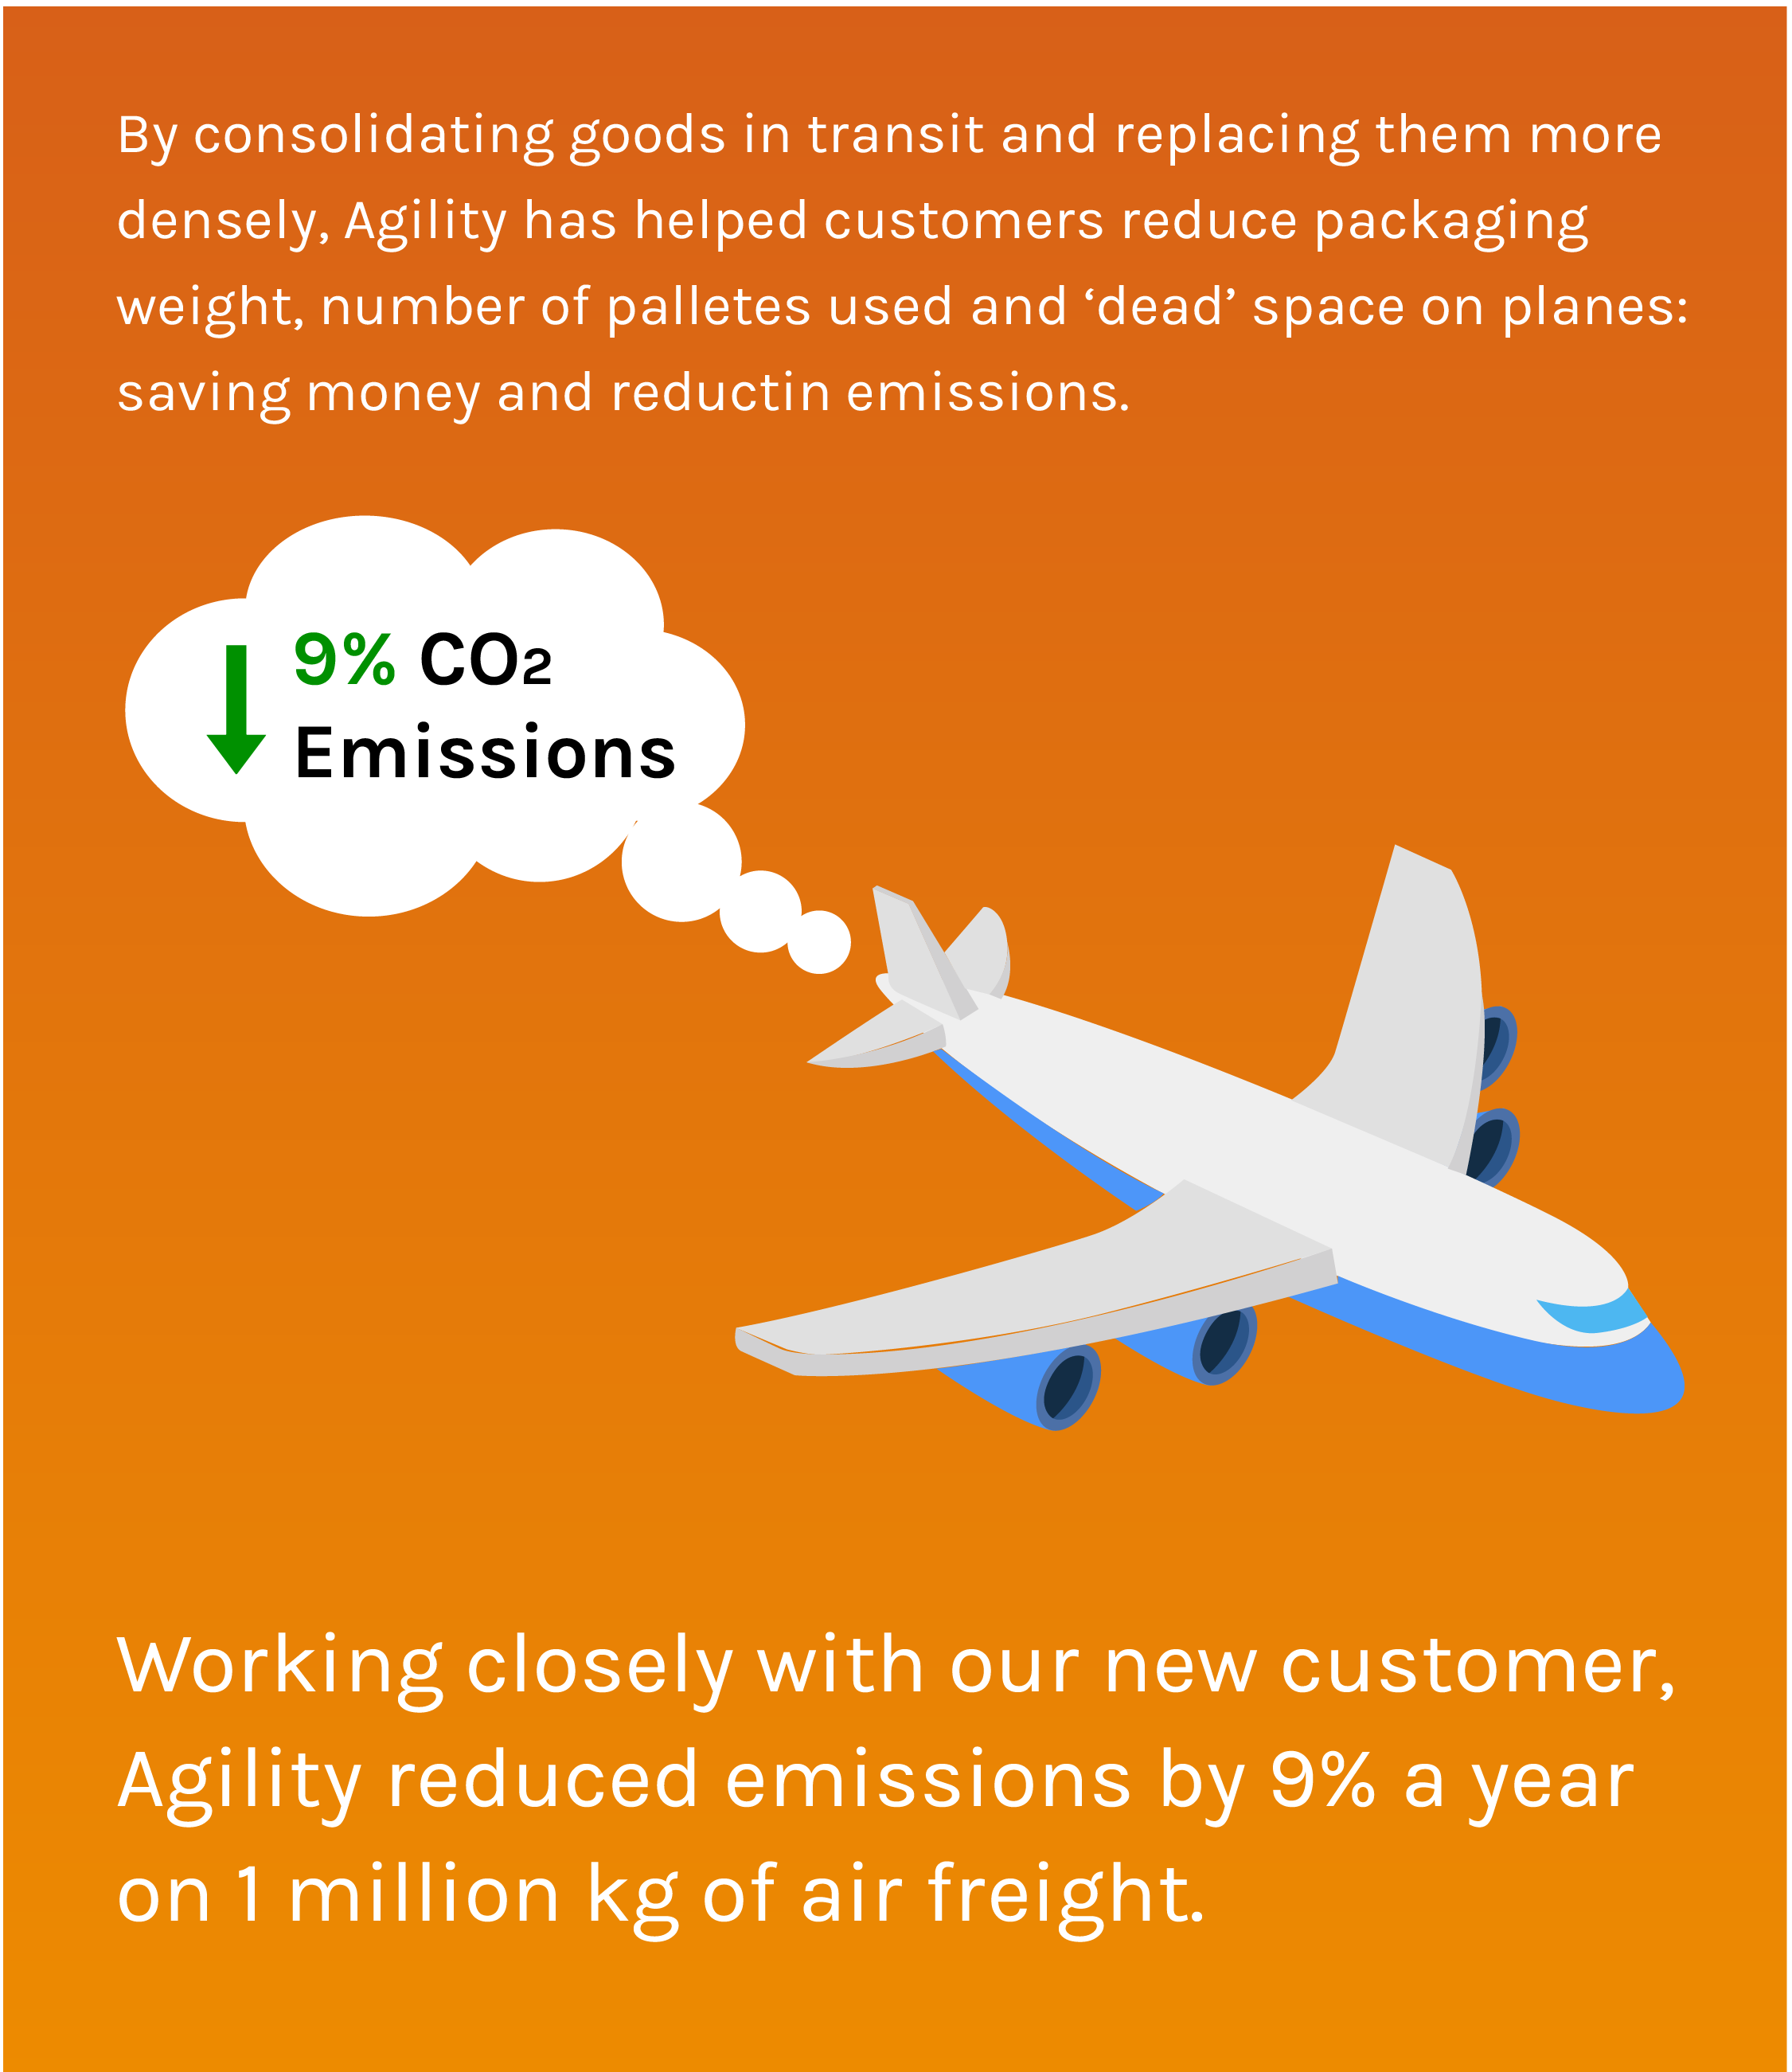 By consolidating goods in transit and replacing them more
densely, Agility has helped customers reduce packaging
weight, number of palletes used and ‘dead’ space on planes:
saving money and reductin emissions.
9% CO2
Emissions
Working closely with our new customer,
Agility reduced emissions by 9% a year
on 1 million kg of air freight.